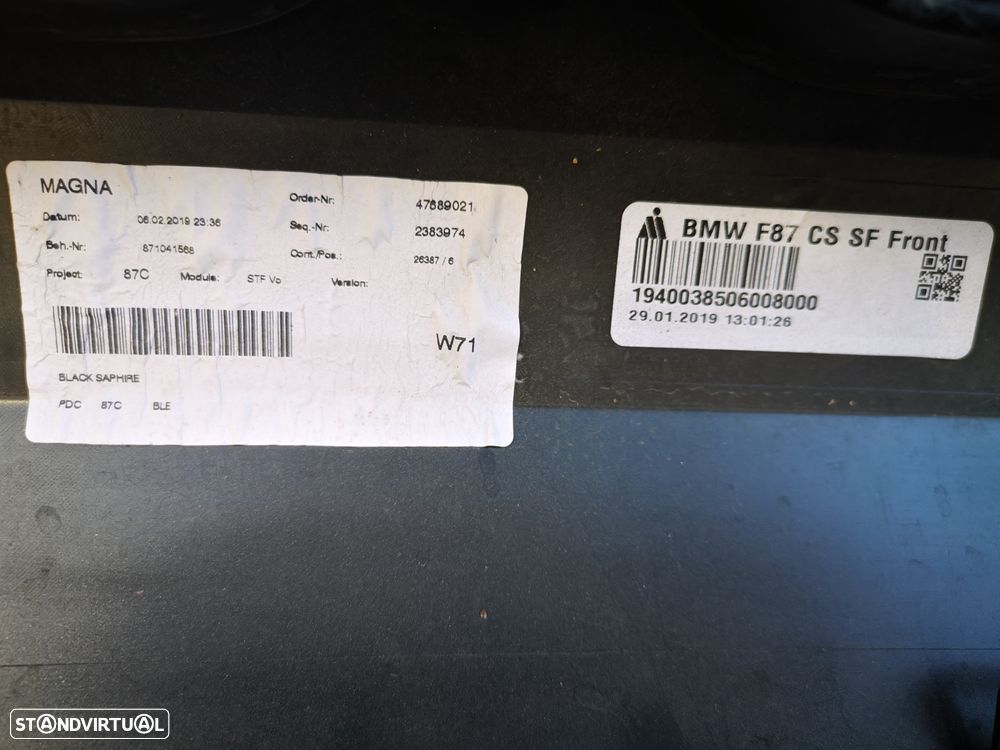 MAGNA
Order-Nr: 47689021
Datum: 06.02.2019 23:36
Seq.-Nr: 2383974
Beh.-Nr: 871041568
Cont./Pos.: 26387 / 6
Project: 87C Module: STF Vo Version:
W71
BLACK SAPHIRE
PDC 87C BLE
BMW F87 CS SF Front
1940038506008000
29.01.2019 13:01:26
STANDVIRTUAL